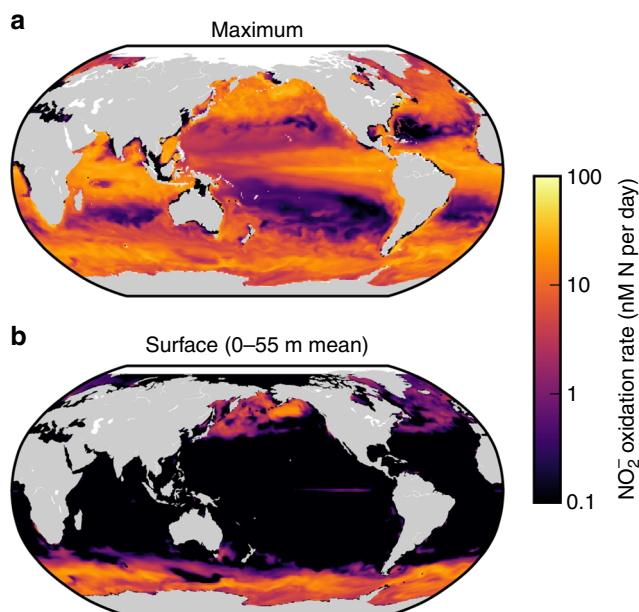 a
Maximum
100
10
1
0.1
NO₂⁻ oxidation rate (nM N per day)
b
Surface (0–55 m mean)